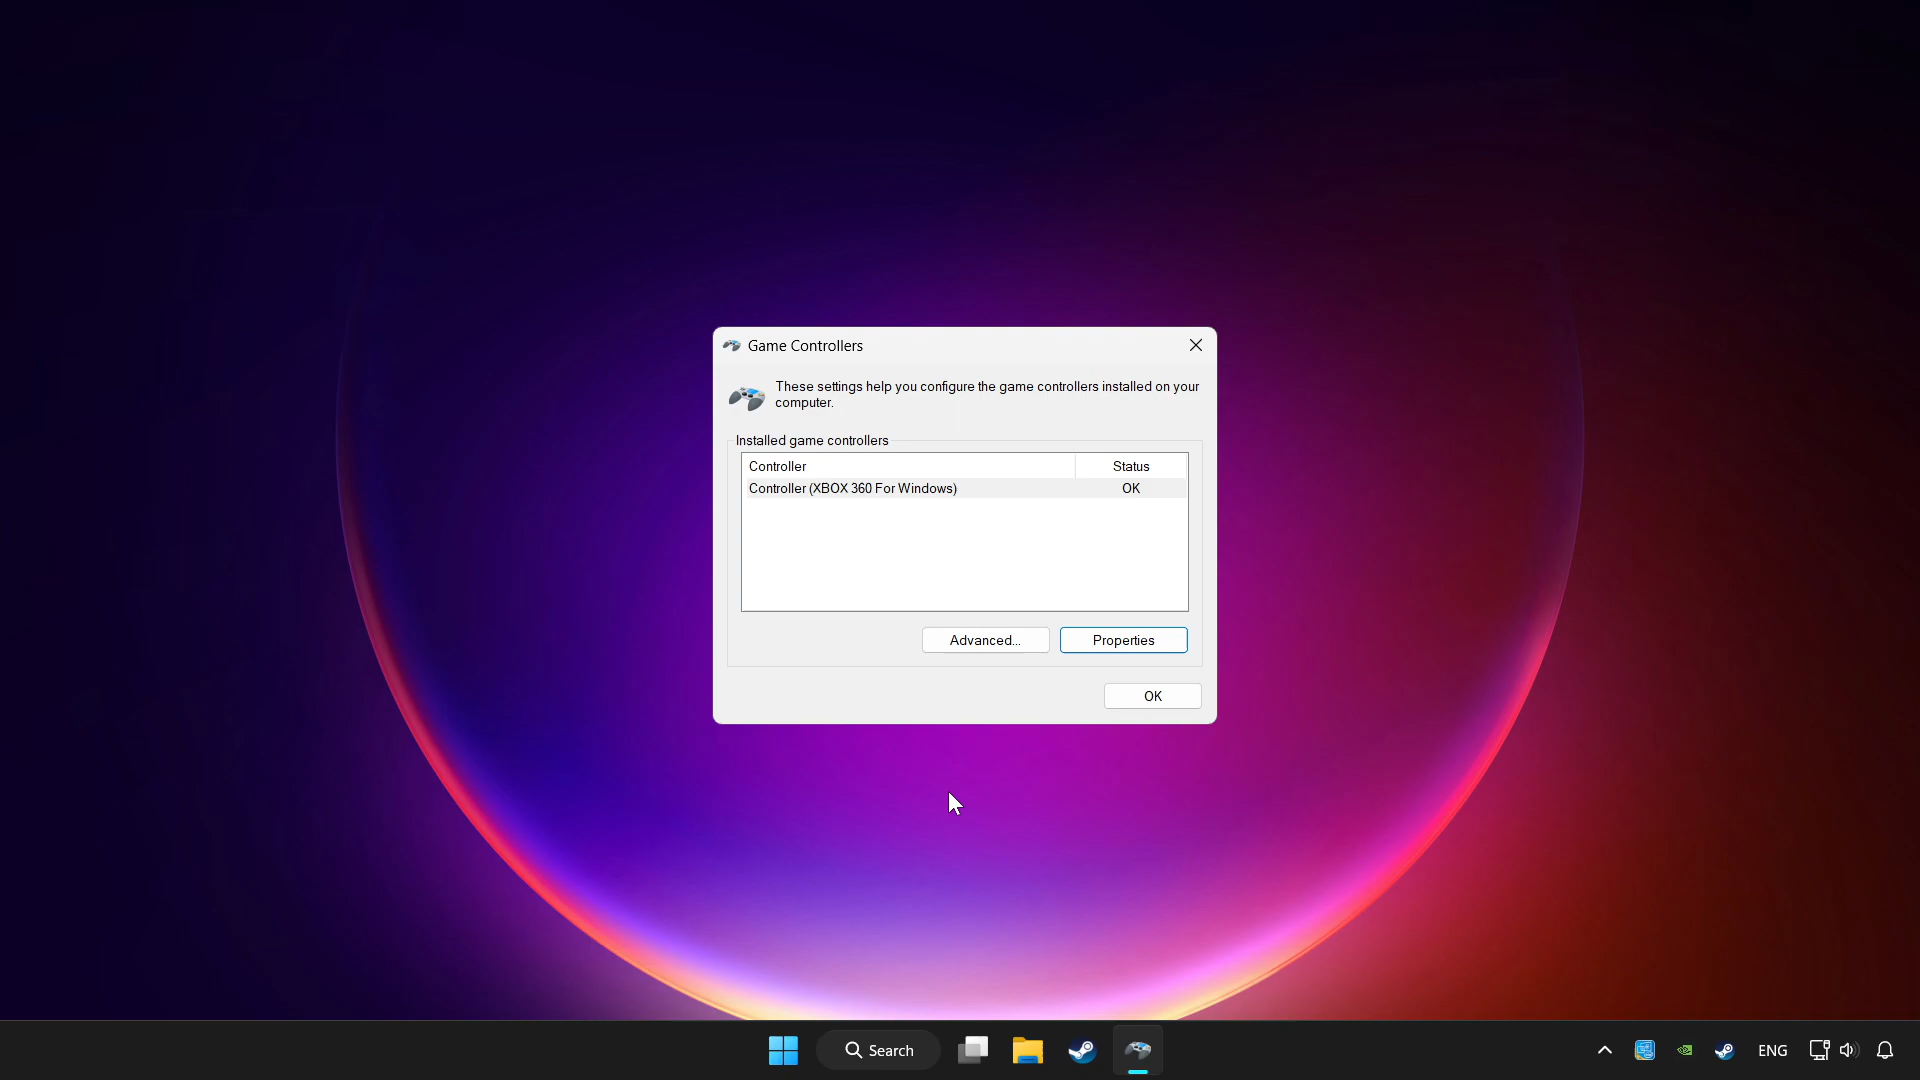 Game Controllers
These settings help you configure the game controllers installed on your
computer.
Installed game controllers
Controller Status
Controller (XBOX 360 For Windows) OK
Advanced... Properties
OK
Search ENG